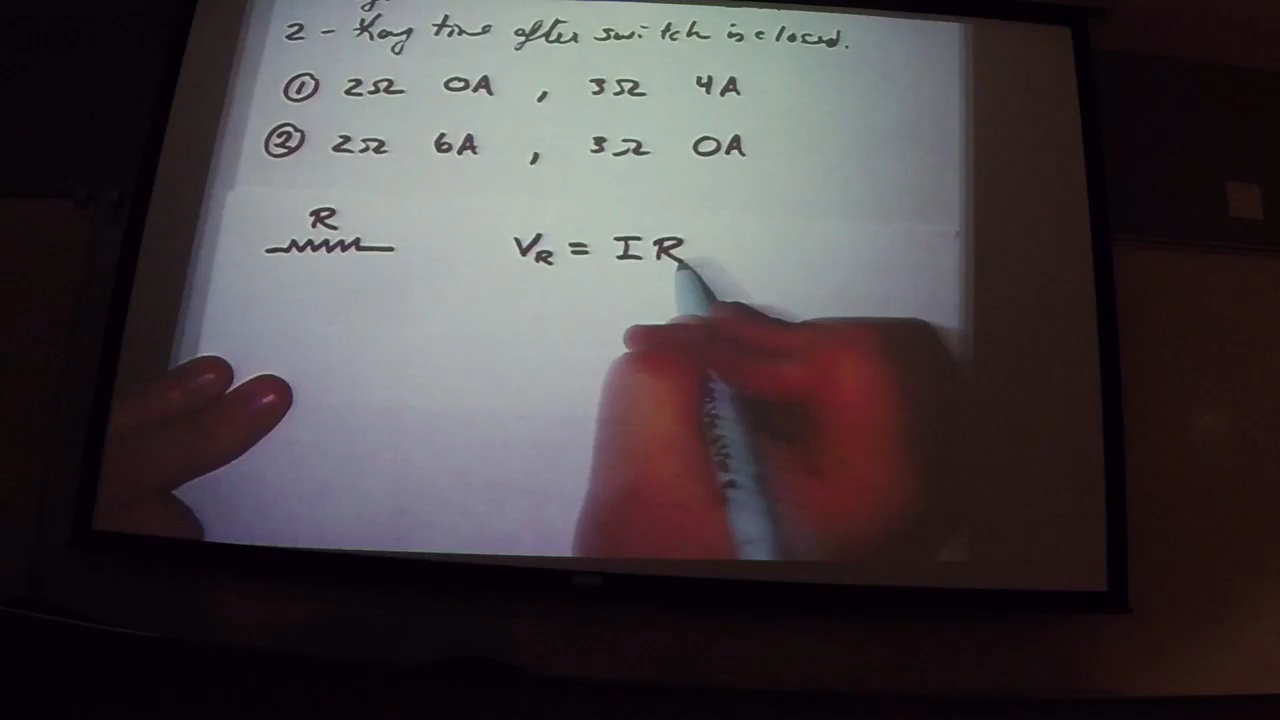 2 - long time after switch is closed.
① 2Ω 0A , 3Ω 4A
② 2Ω 6A , 3Ω 0A
R
V_R = I R